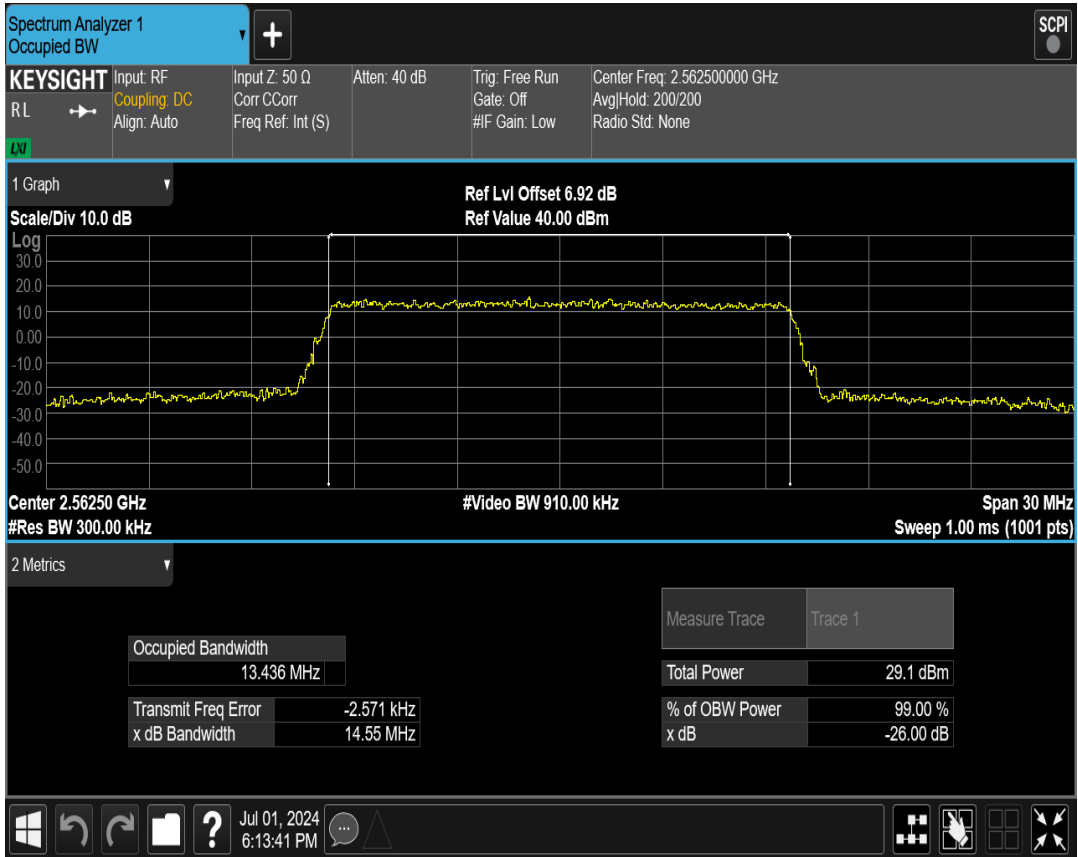 Spectrum Analyzer 1
Occupied BW
+
SCPI
KEYSIGHT
RL
LXI
Input: RF
Coupling: DC
Align: Auto
Input Z: 50 Ω
Corr CCorr
Freq Ref: Int (S)
Atten: 40 dB
Trig: Free Run
Gate: Off
#IF Gain: Low
Center Freq: 2.562500000 GHz
Avg|Hold: 200/200
Radio Std: None
1 Graph
Scale/Div 10.0 dB
Ref Lvl Offset 6.92 dB
Ref Value 40.00 dBm
Log
30.0
20.0
10.0
0.00
-10.0
-20.0
-30.0
-40.0
-50.0
Center 2.56250 GHz
#Video BW 910.00 kHz
Span 30 MHz
#Res BW 300.00 kHz
Sweep 1.00 ms (1001 pts)
2 Metrics
Measure Trace Trace 1
Occupied Bandwidth
13.436 MHz
Total Power 29.1 dBm
Transmit Freq Error -2.571 kHz
% of OBW Power 99.00 %
x dB Bandwidth 14.55 MHz
x dB -26.00 dB
?
Jul 01, 2024
6:13:41 PM